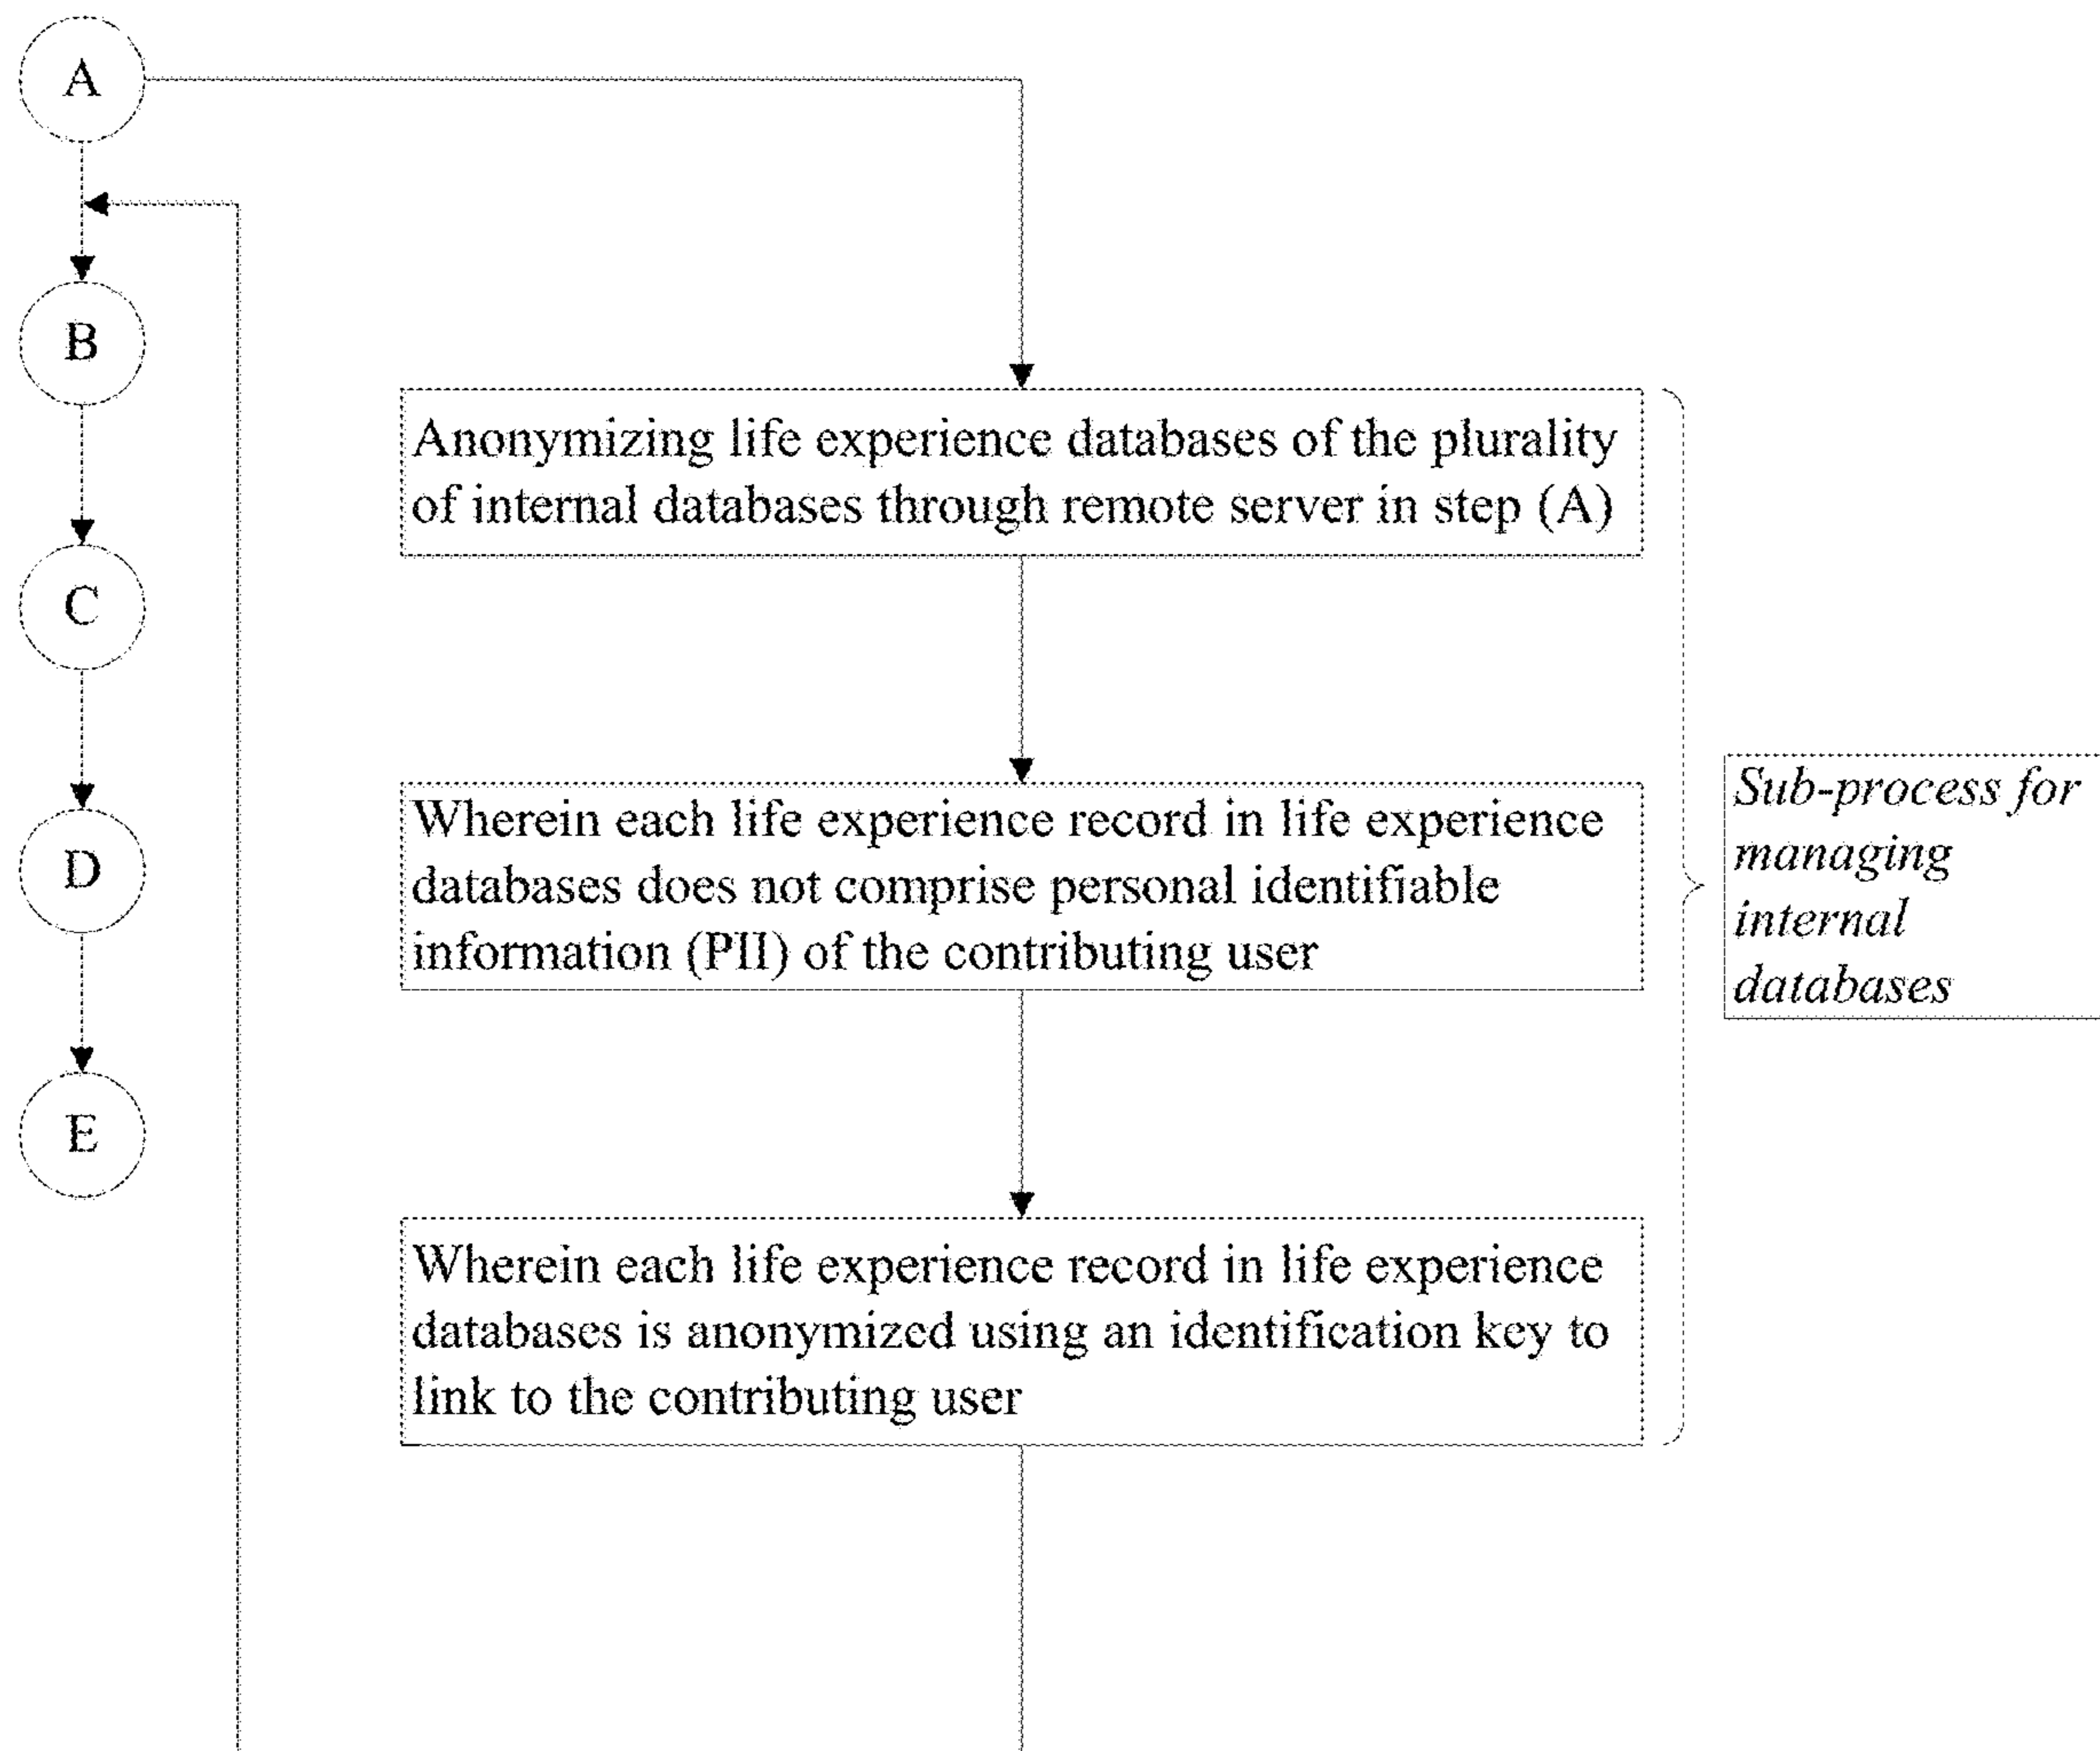 A
B
C
D
E
Anonymizing life experience databases of the plurality
of internal databases through remote server in step (A)
Wherein each life experience record in life experience
databases does not comprise personal identifiable
information (PII) of the contributing user
Wherein each life experience record in life experience
databases is anonymized using an identification key to
link to the contributing user
Sub-process for
managing
internal
databases